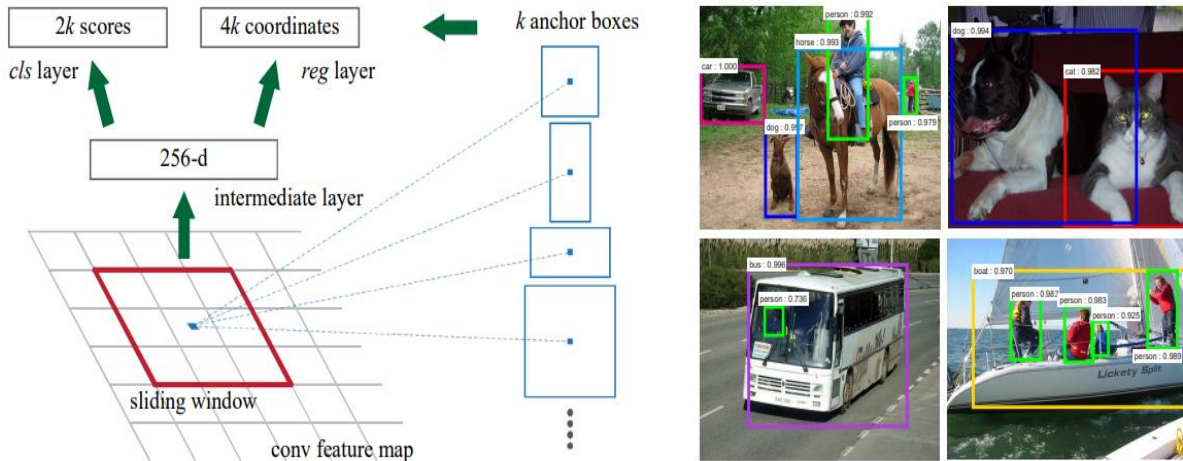 2k scores
4k coordinates
k anchor boxes
cls layer
reg layer
256-d
intermediate layer
sliding window
conv feature map
person : 0.992
horse : 0.993
car : 1.000
person : 0.979
dog : 0.997
dog : 0.994
cat : 0.982
bus : 0.996
person : 0.736
boat : 0.970
person : 0.983
person : 0.925
person : 0.989
Lickety Split